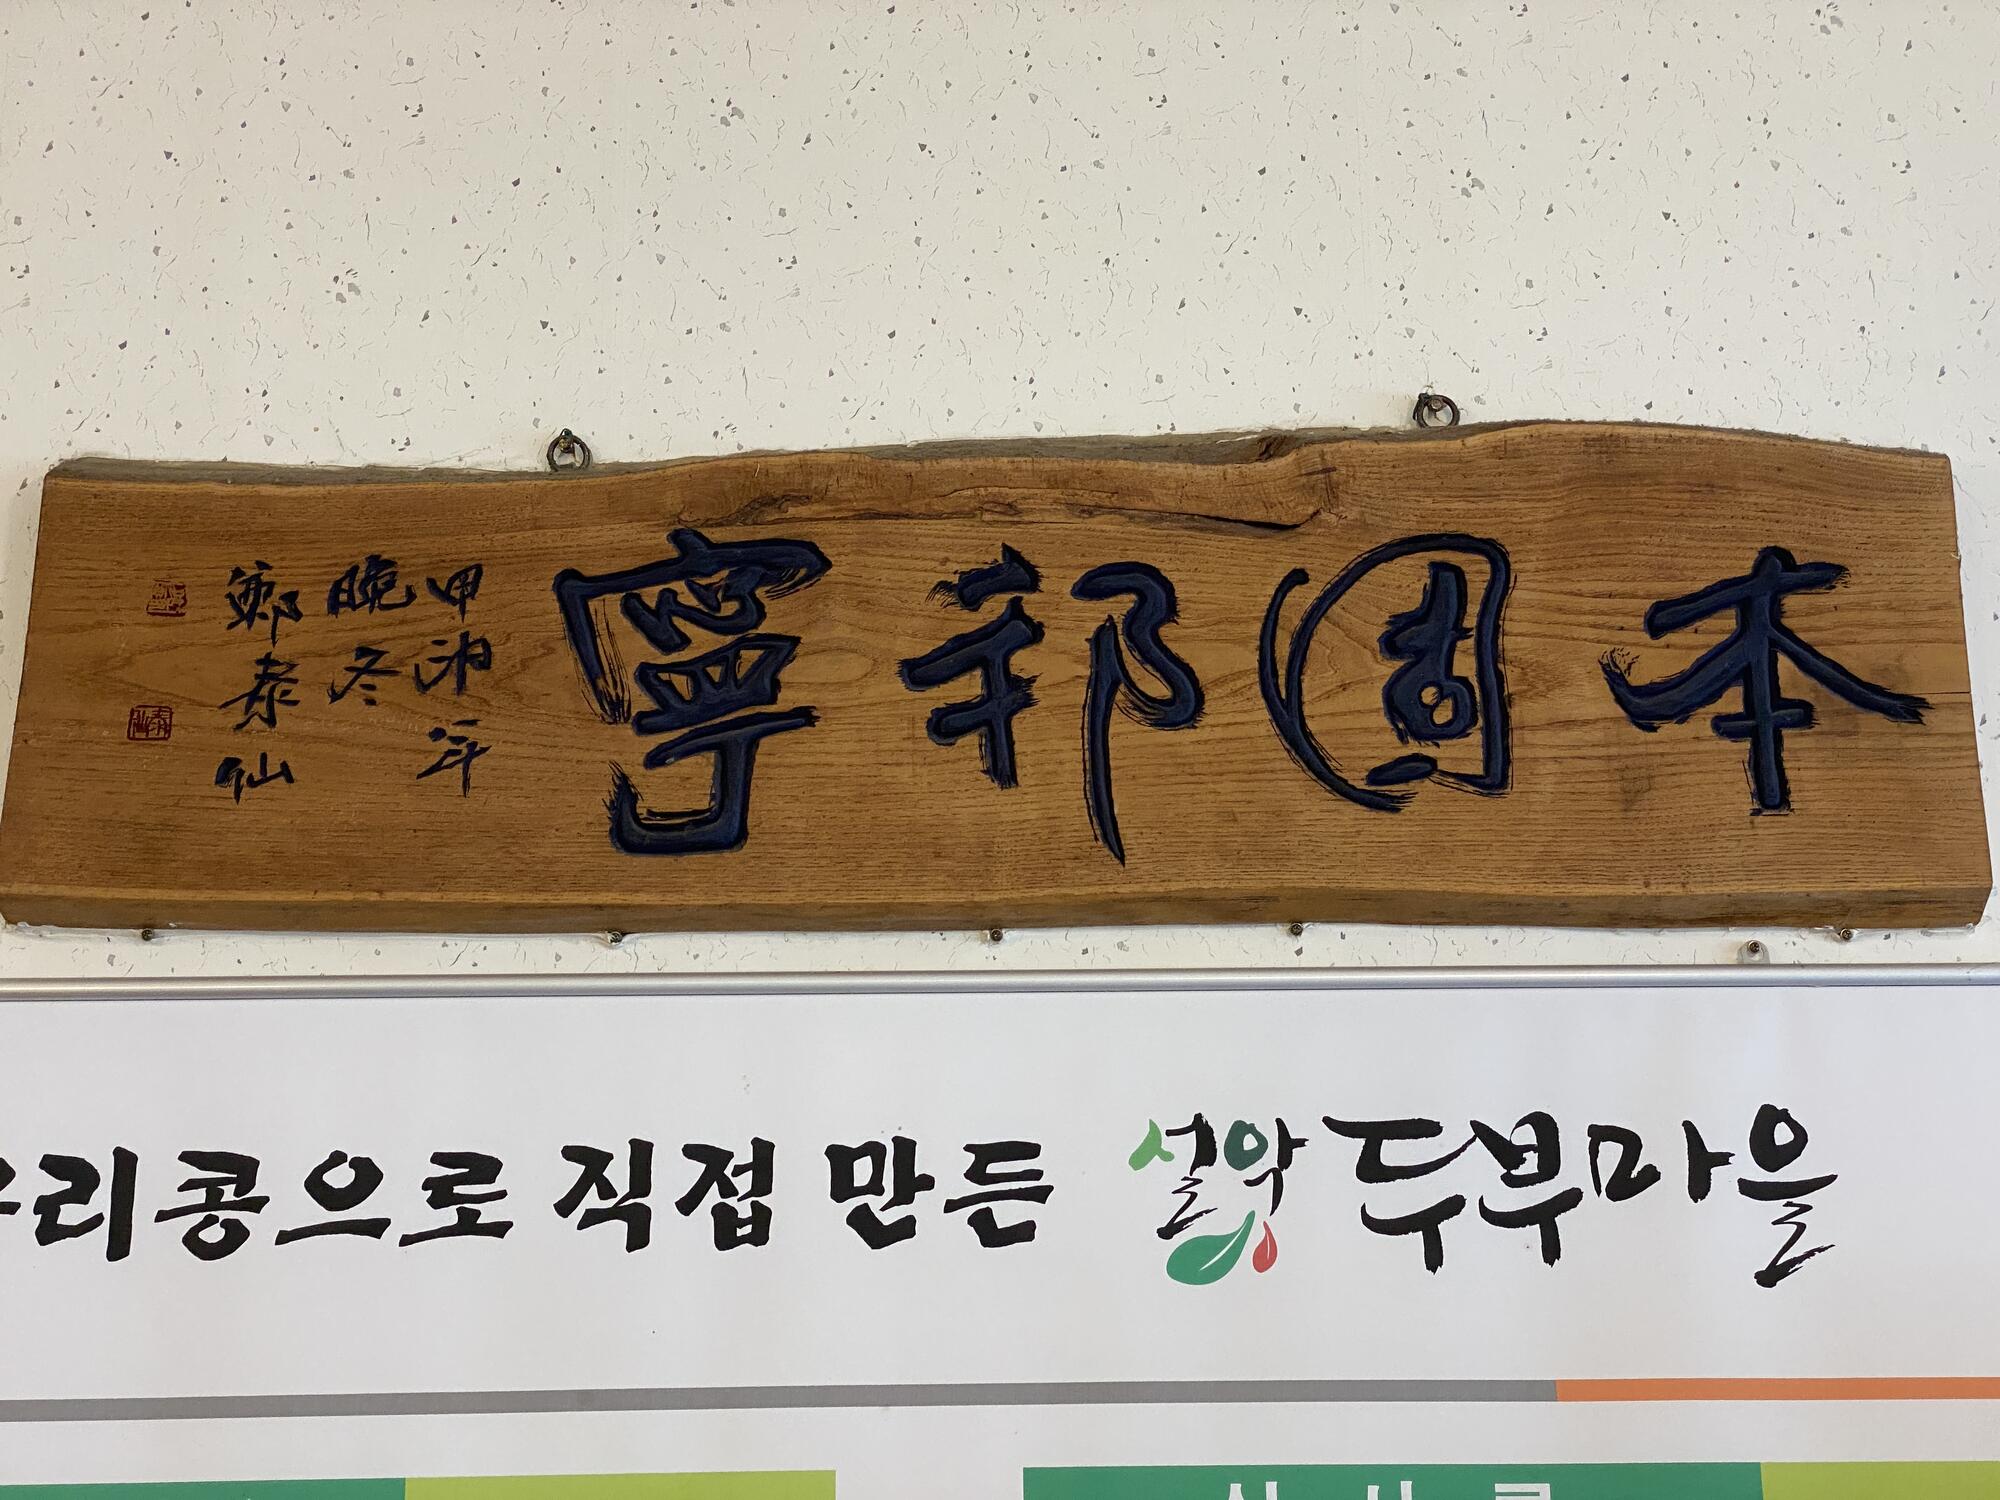 本固邦寧
甲申年
晩冬
鄭泰仙
우리콩으로 직접 만든 설악 두부마을